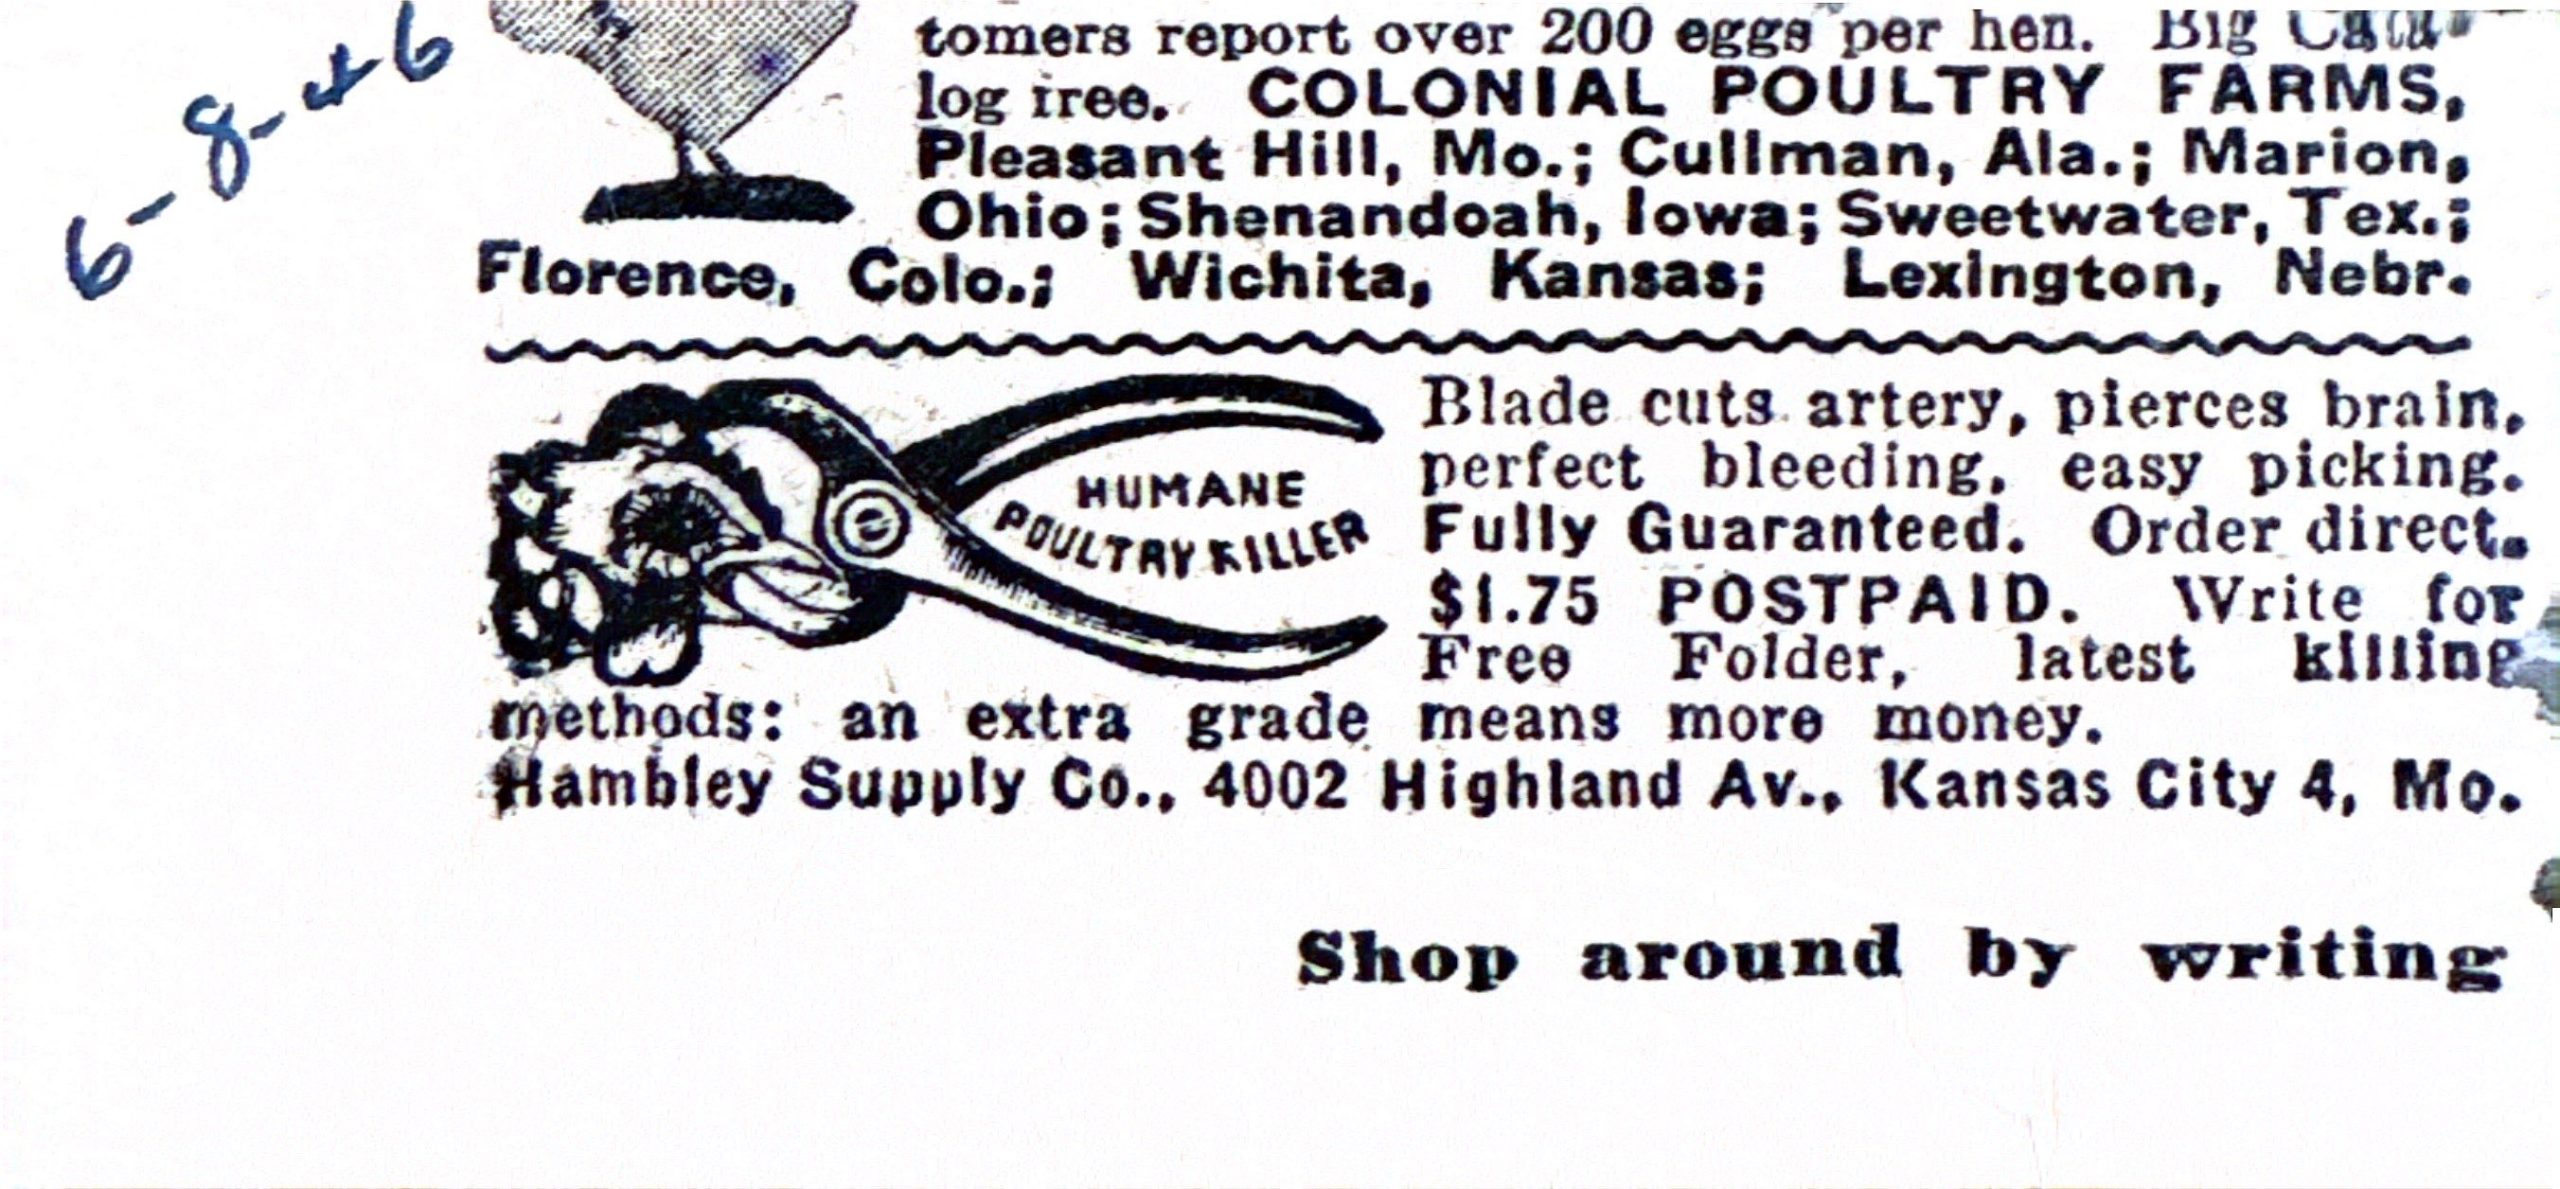 6-8-46
tomers report over 200 eggs per hen. Big Cata-
log free. COLONIAL POULTRY FARMS,
Pleasant Hill, Mo.; Cullman, Ala.; Marion,
Ohio; Shenandoah, Iowa; Sweetwater, Tex.;
Florence, Colo.; Wichita, Kansas; Lexington, Nebr.
HUMANE
POULTRY KILLER
Blade cuts artery, pierces brain,
perfect bleeding, easy picking.
Fully Guaranteed. Order direct.
$1.75 POSTPAID. Write for
Free Folder, latest killing
methods: an extra grade means more money.
Hambley Supply Co., 4002 Highland Av., Kansas City 4, Mo.
Shop around by writing